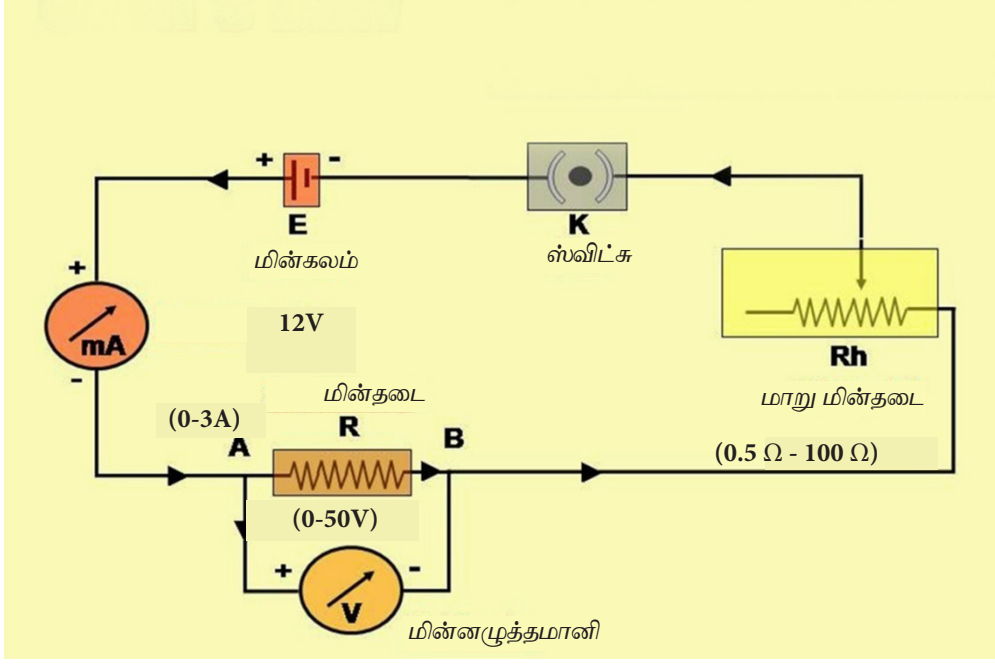 + -
E
மின்கலம்
K
ஸ்விட்சு
+
mA
-
12V
Rh
மாறு மின்தடை
(0.5 Ω - 100 Ω)
(0-3A)
மின்தடை
A
R
B
(0-50V)
+ -
V
மின்னழுத்தமானி